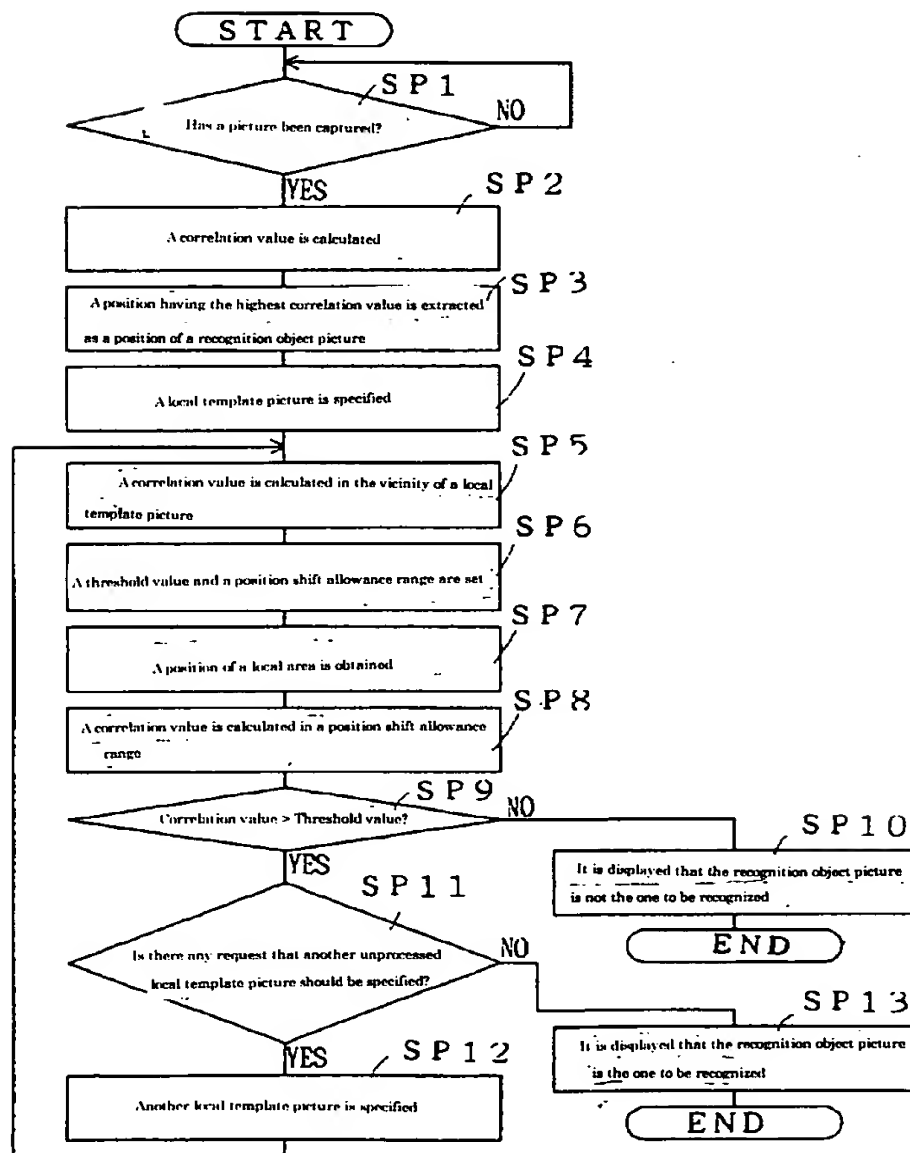 START
SP1
Has a picture been captured?
NO
YES
SP2
A correlation value is calculated
SP3
A position having the highest correlation value is extracted
as a position of a recognition object picture
SP4
A local template picture is specified
SP5
A correlation value is calculated in the vicinity of a local
template picture
SP6
A threshold value and a position shift allowance range are set
SP7
A position of a local area is obtained
SP8
A correlation value is calculated in a position shift allowance
range
SP9
Correlation value > Threshold value?
NO
YES
SP10
It is displayed that the recognition object picture
is not the one to be recognized
END
SP11
Is there any request that another unprocessed
local template picture should be specified?
NO
YES
SP13
It is displayed that the recognition object picture
is the one to be recognized
END
SP12
Another local template picture is specified